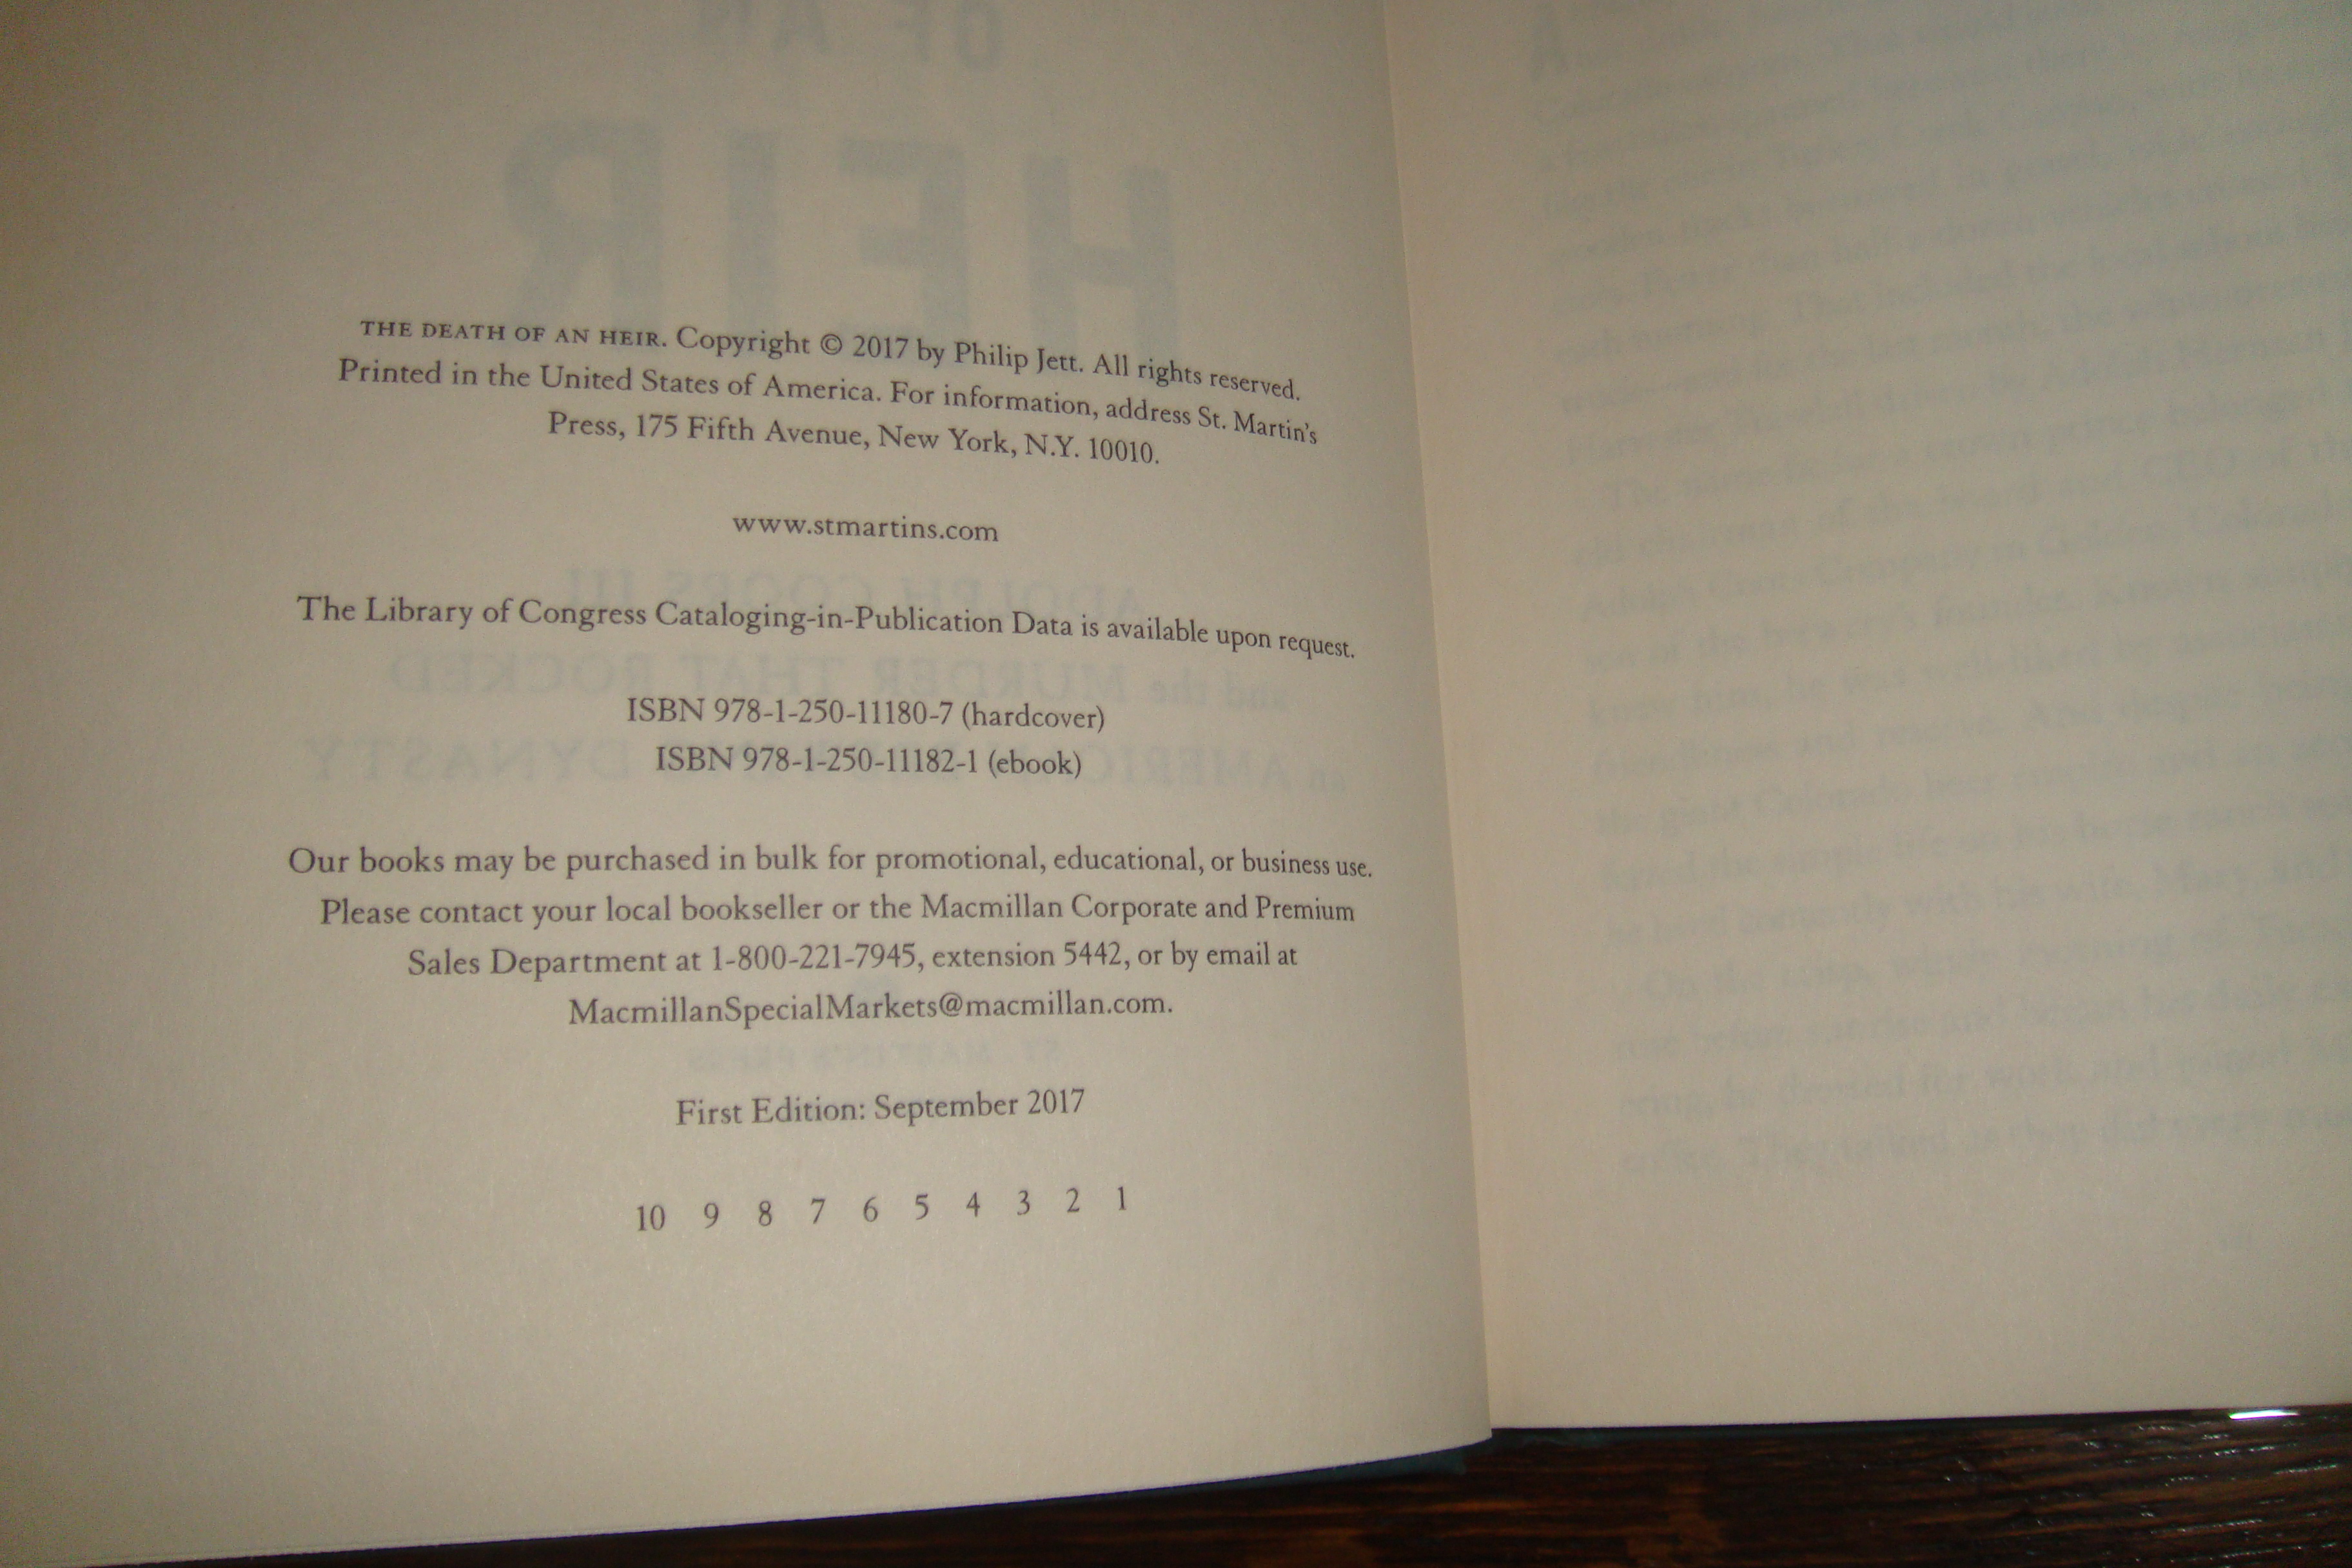 THE DEATH OF AN HEIR. Copyright © 2017 by Philip Jett. All rights reserved.
Printed in the United States of America. For information, address St. Martin's
Press, 175 Fifth Avenue, New York, N.Y. 10010.
www.stmartins.com
The Library of Congress Cataloging-in-Publication Data is available upon request.
ISBN 978-1-250-11180-7 (hardcover)
ISBN 978-1-250-11182-1 (ebook)
Our books may be purchased in bulk for promotional, educational, or business use.
Please contact your local bookseller or the Macmillan Corporate and Premium
Sales Department at 1-800-221-7945, extension 5442, or by email at
MacmillanSpecialMarkets@macmillan.com.
First Edition: September 2017
10 9 8 7 6 5 4 3 2 1